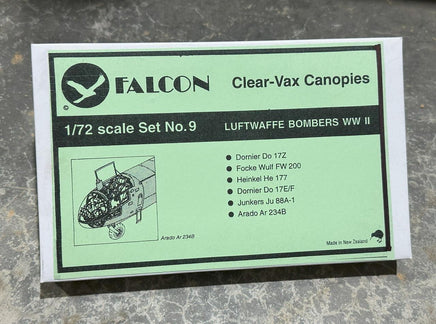 FALCON
Clear-Vax Canopies
©
1/72 scale Set No.9
LUFTWAFFE BOMBERS WW II
Dornier Do 17Z
Focke Wulf FW 200
Heinkel He 177
Dornier Do 17E/F
Junkers Ju 88A-1
Arado Ar 234B
Arado Ar 234B
Made in New Zealand